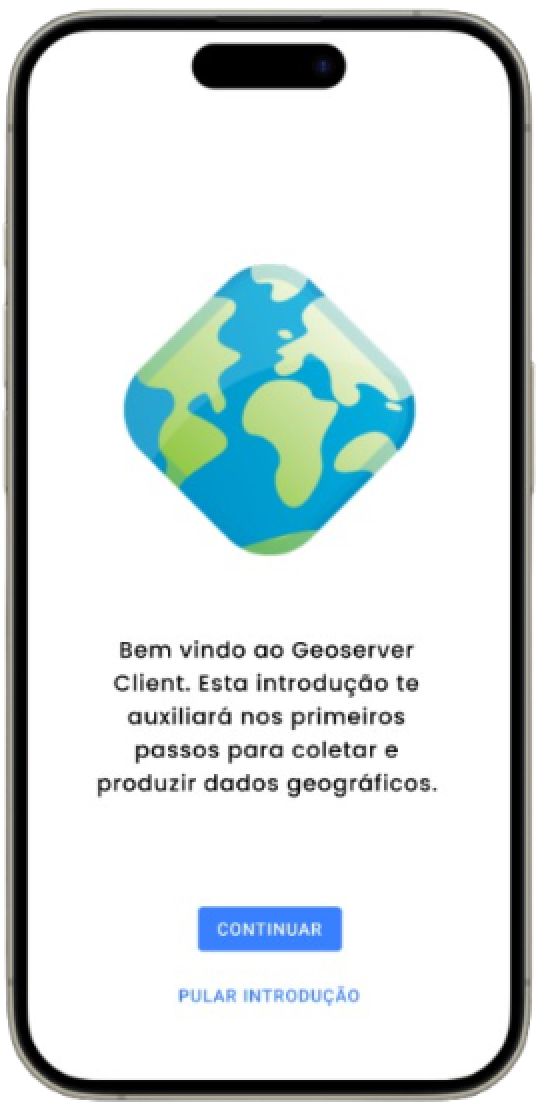 Bem vindo ao Geoserver
Client. Esta introdução te
auxiliará nos primeiros
passos para coletar e
produzir dados geográficos.
CONTINUAR
PULAR INTRODUÇÃO